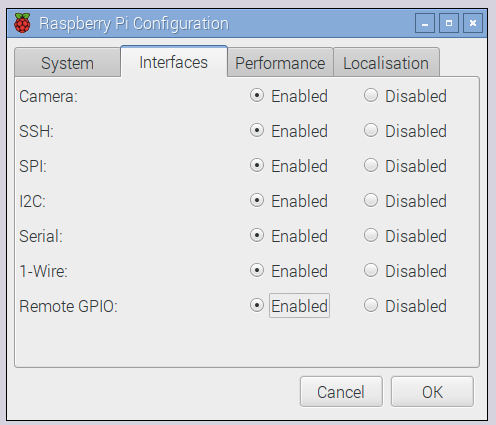 Raspberry Pi Configuration
System Interfaces Performance Localisation
Camera: Enabled Disabled
SSH: Enabled Disabled
SPI: Enabled Disabled
I2C: Enabled Disabled
Serial: Enabled Disabled
1-Wire: Enabled Disabled
Remote GPIO: Enabled Disabled
Cancel OK